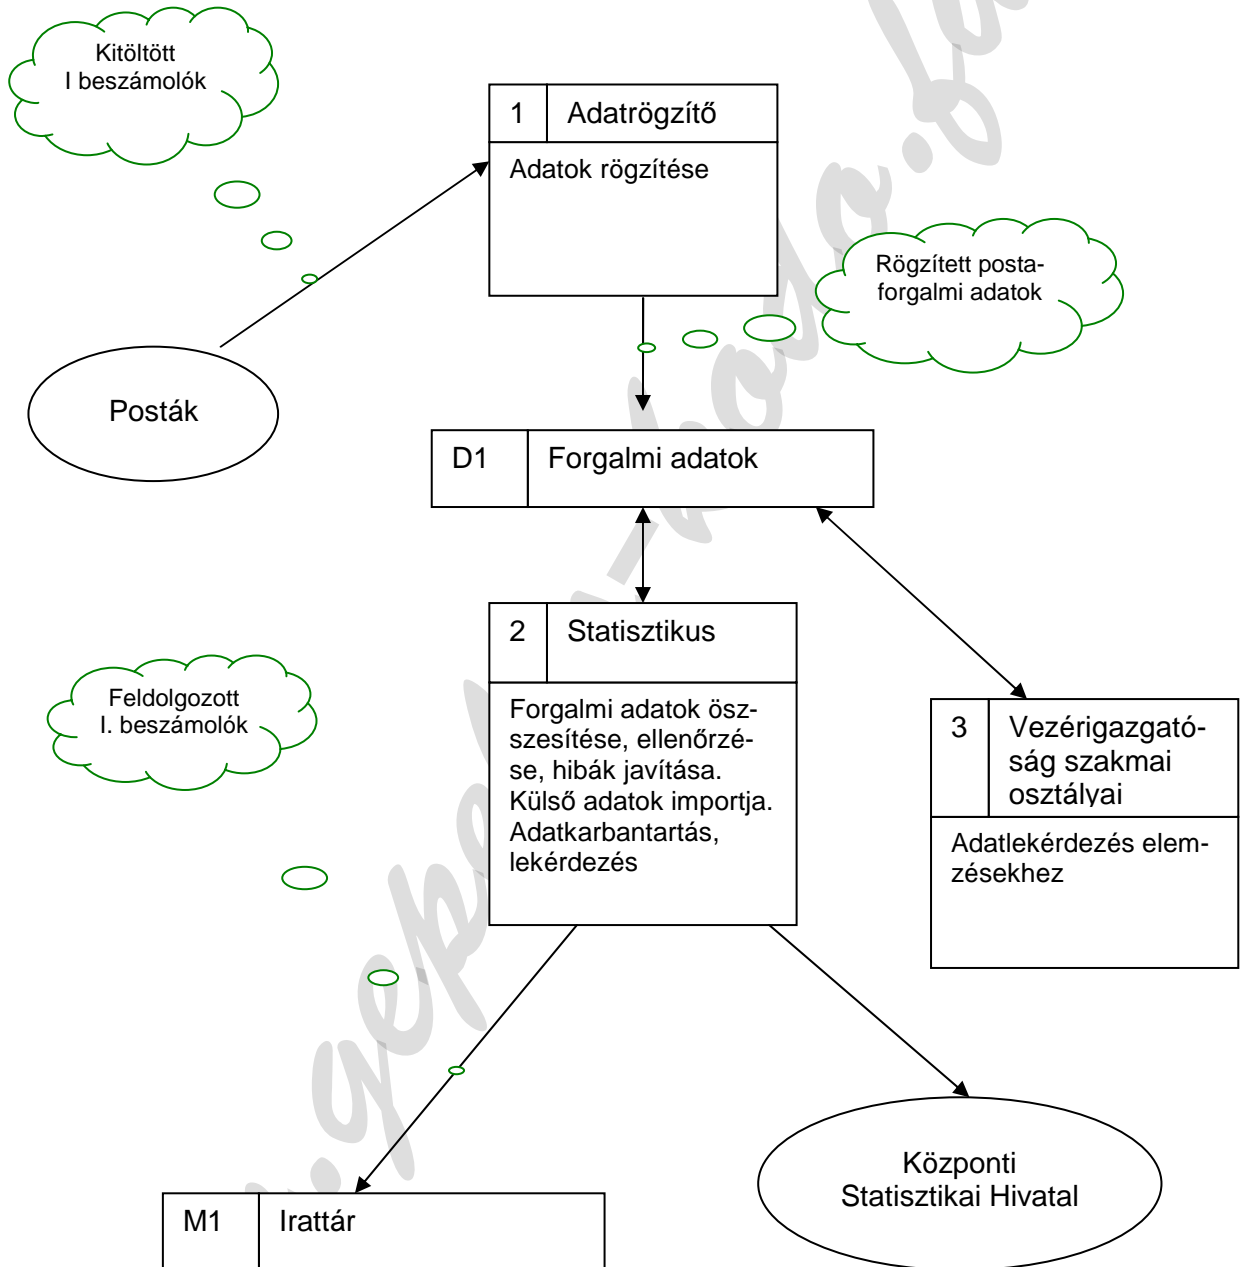 Kitöltött
I beszámolók
1 Adatrögzítő
Adatok rögzítése
Rögzített posta-
forgalmi adatok
Posták
D1 Forgalmi adatok
2 Statisztikus
Forgalmi adatok ösz-
szesítése, ellenőrzé-
se, hibák javítása.
Külső adatok importja.
Adatkarbantartás,
lekérdezés
Feldolgozott
I. beszámolók
3 Vezérigazgató-
ság szakmai
osztályai
Adatlekérdezés elem-
zésekhez
Központi
Statisztikai Hivatal
M1 Irattár